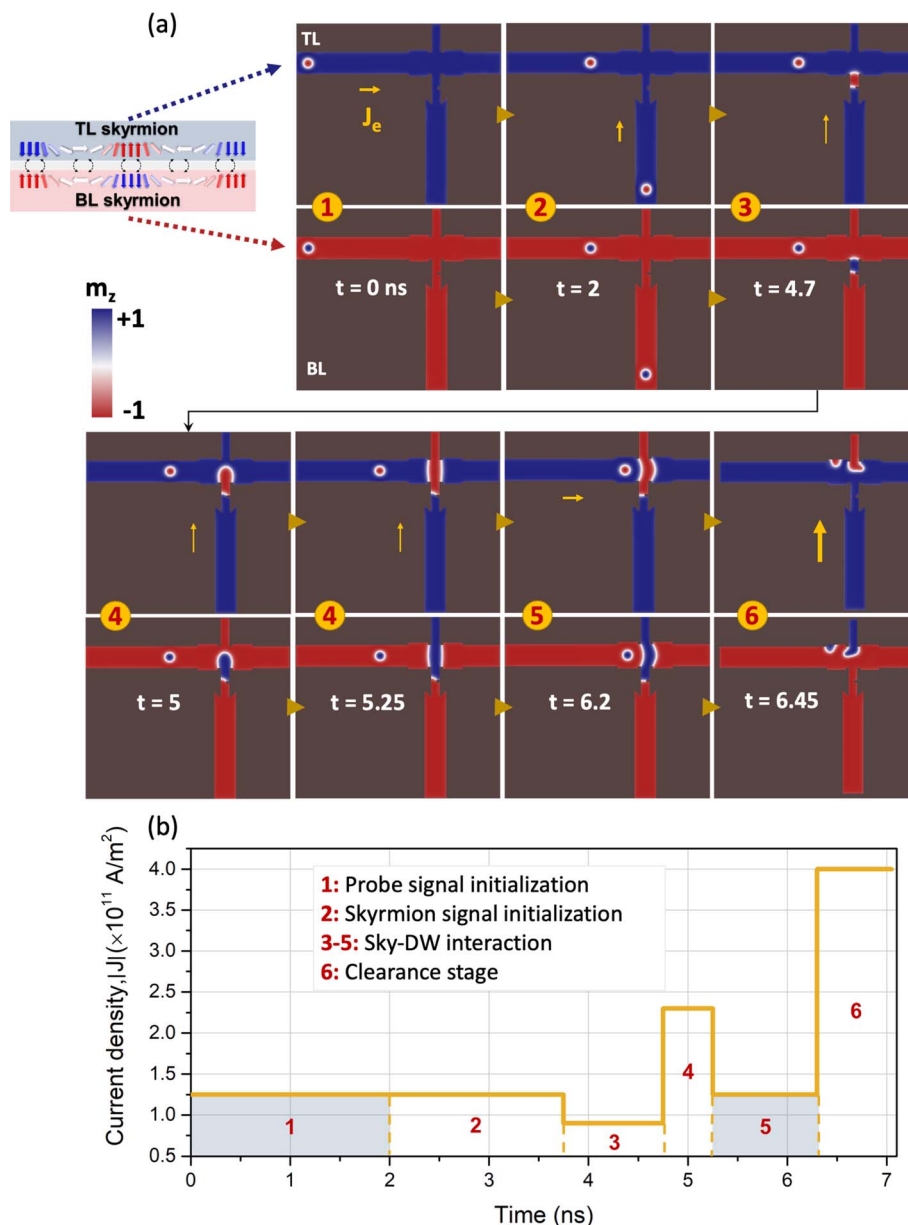 (a)
TL
J_e
TL skyrmion
BL skyrmion
1
2
3
m_z
+1
-1
t = 0 ns
t = 2
t = 4.7
BL
4
4
5
6
t = 5
t = 5.25
t = 6.2
t = 6.45
(b)
Current density,|J|(×10¹¹ A/m²)
4.0
3.5
3.0
2.5
2.0
1.5
1.0
0.5
1: Probe signal initialization
2: Skyrmion signal initialization
3-5: Sky-DW interaction
6: Clearance stage
1
2
3
4
5
6
0 1 2 3 4 5 6 7
Time (ns)